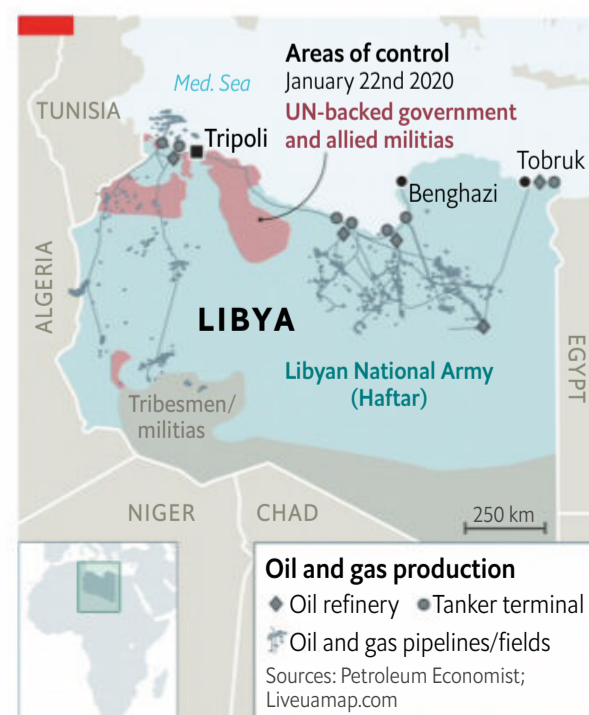 Areas of control
January 22nd 2020
UN-backed government
and allied militias
Med. Sea
TUNISIA
Tripoli
Benghazi
Tobruk
ALGERIA
LIBYA
EGYPT
Libyan National Army
(Haftar)
Tribesmen/
militias
NIGER
CHAD
250 km
Oil and gas production
Oil refinery
Tanker terminal
Oil and gas pipelines/fields
Sources: Petroleum Economist;
Liveuamap.com